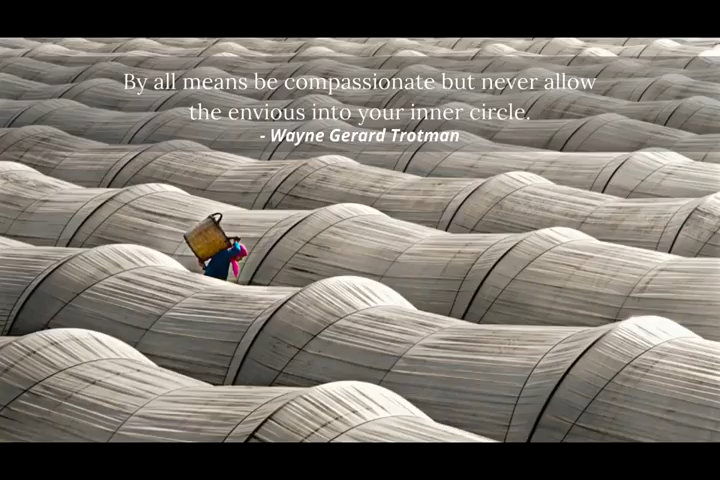 By all means be compassionate but never allow
the envious into your inner circle.
- Wayne Gerard Trotman